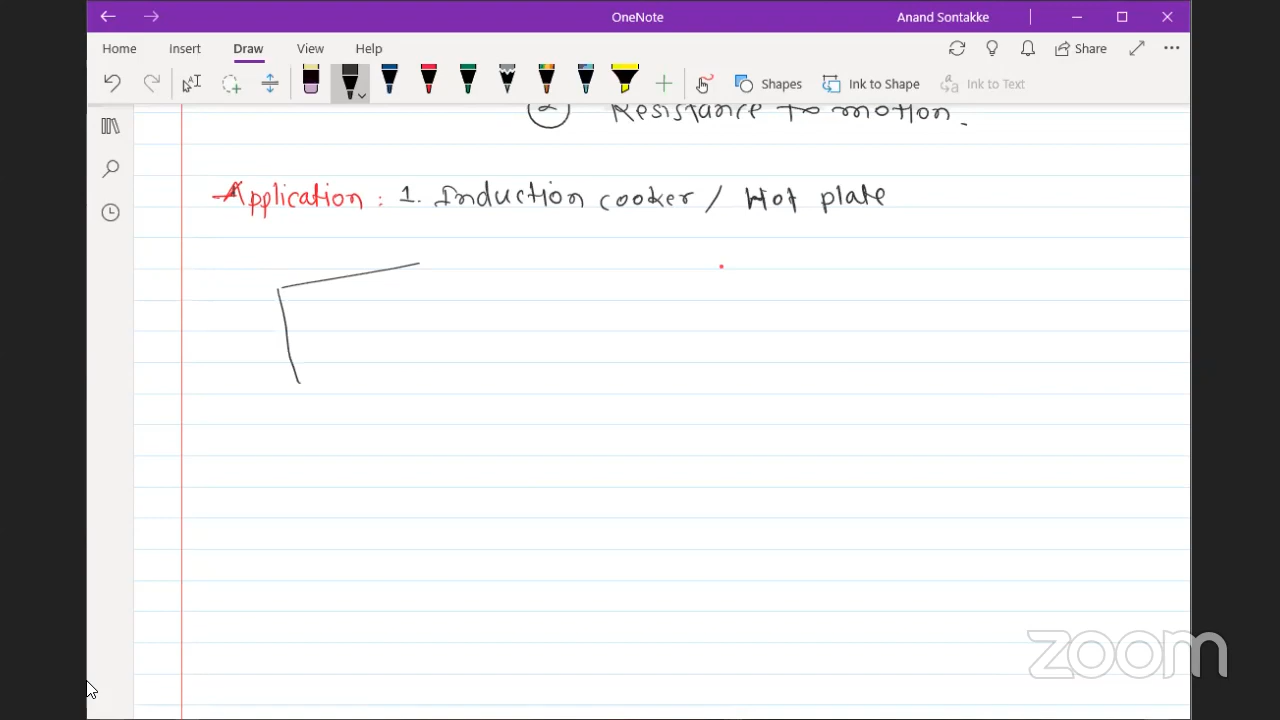 OneNote
Anand Sontakke
Home Insert Draw View Help
Share
Shapes Ink to Shape Ink to Text
2 Resistance to motion.
Application : 1. Induction cooker / Hot plate
zoom